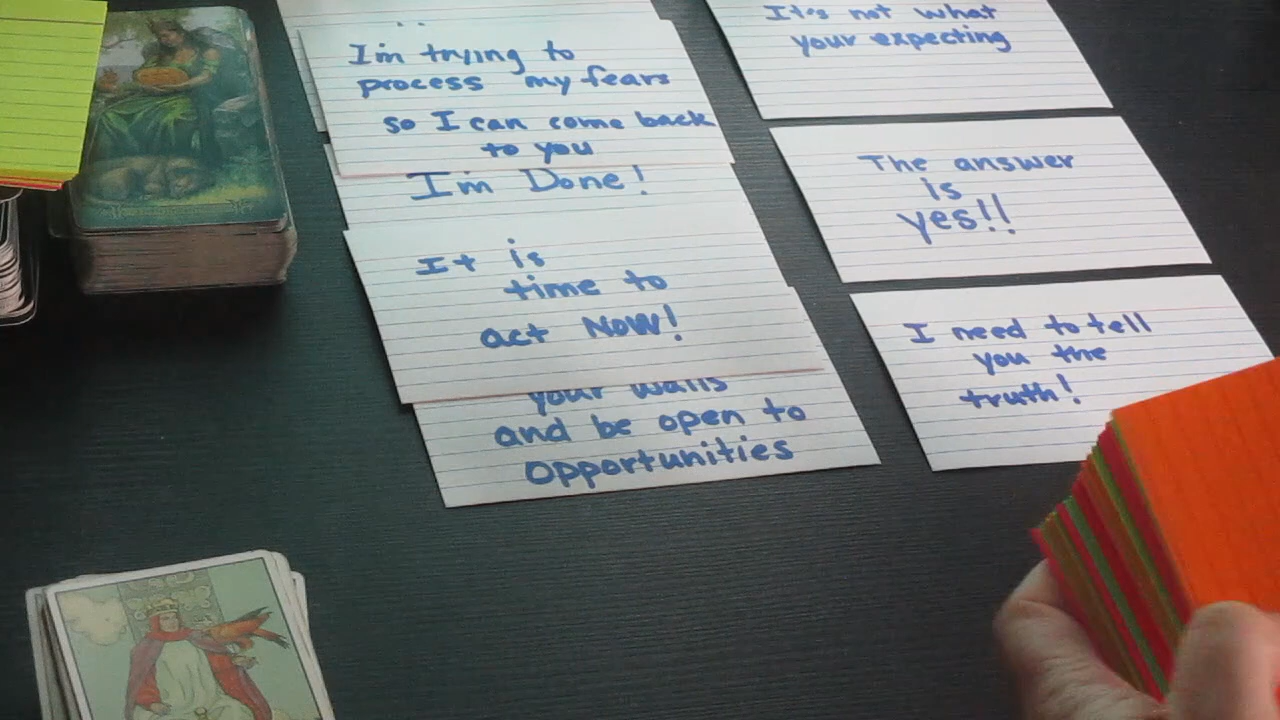 I'm trying to
process my fears
so I can come back
to you
I'm Done!
It is
time to
act NOW!
your walls
and be open to
Opportunities
It's not what
your expecting
The answer
is
yes!!
I need to tell
you the
truth!